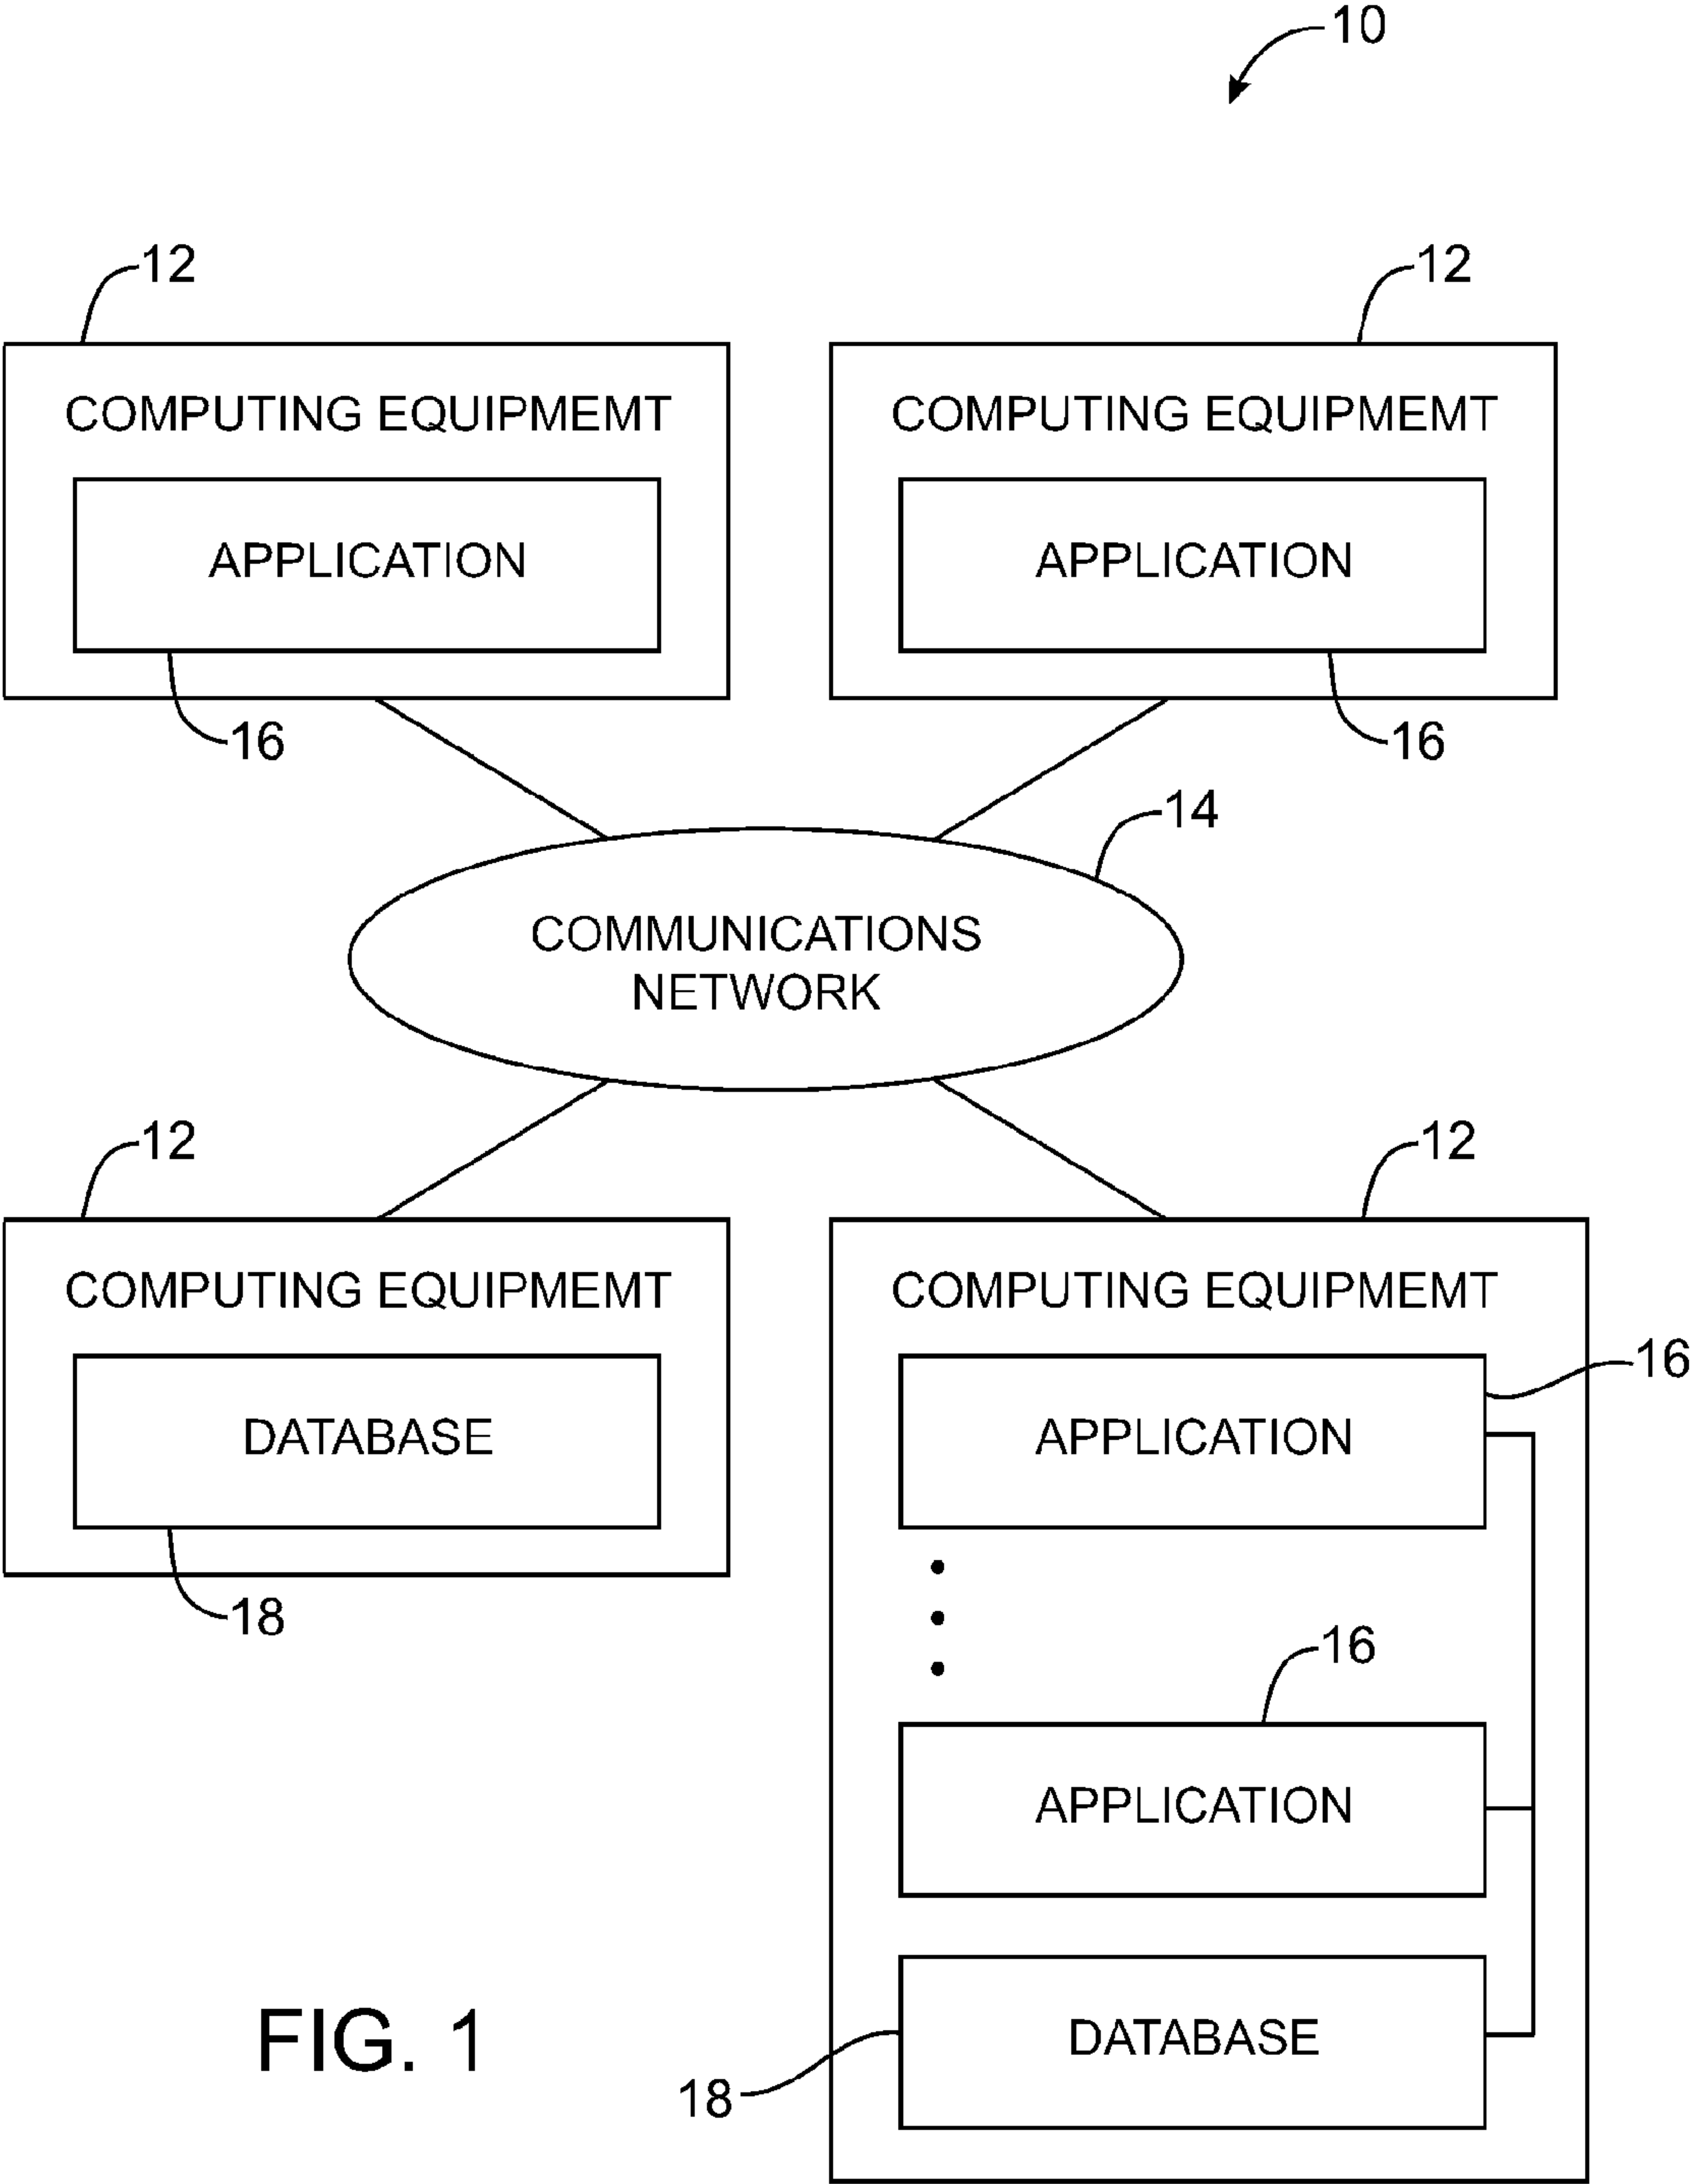 10
12
12
COMPUTING EQUIPMEMT
COMPUTING EQUIPMEMT
APPLICATION
APPLICATION
16
16
14
COMMUNICATIONS
NETWORK
12
12
COMPUTING EQUIPMEMT
COMPUTING EQUIPMEMT
16
DATABASE
APPLICATION
18
16
APPLICATION
DATABASE
18
FIG. 1